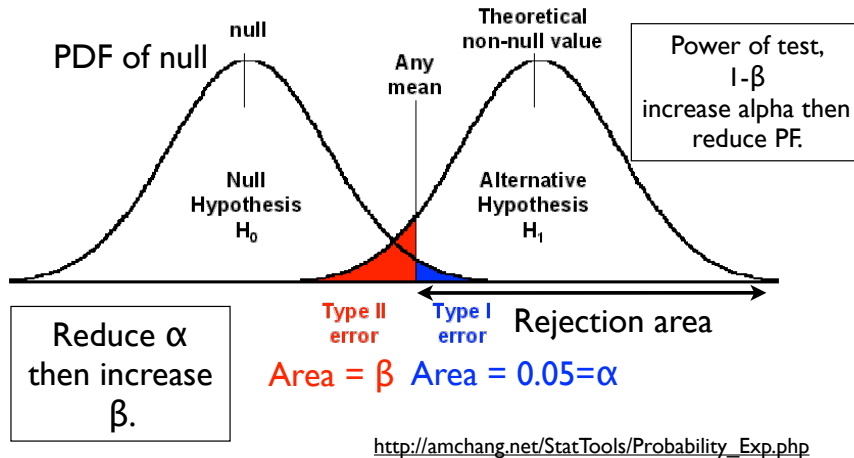 PDF of null
null
Theoretical
non-null value
Any
mean
Power of test,
1-β
increase alpha then
reduce PF.
Null
Hypothesis
H₀
Alternative
Hypothesis
H₁
Type II
error
Type I
error
Rejection area
Reduce α
then increase
β.
Area = β
Area = 0.05=α
http://amchang.net/StatTools/Probability_Exp.php